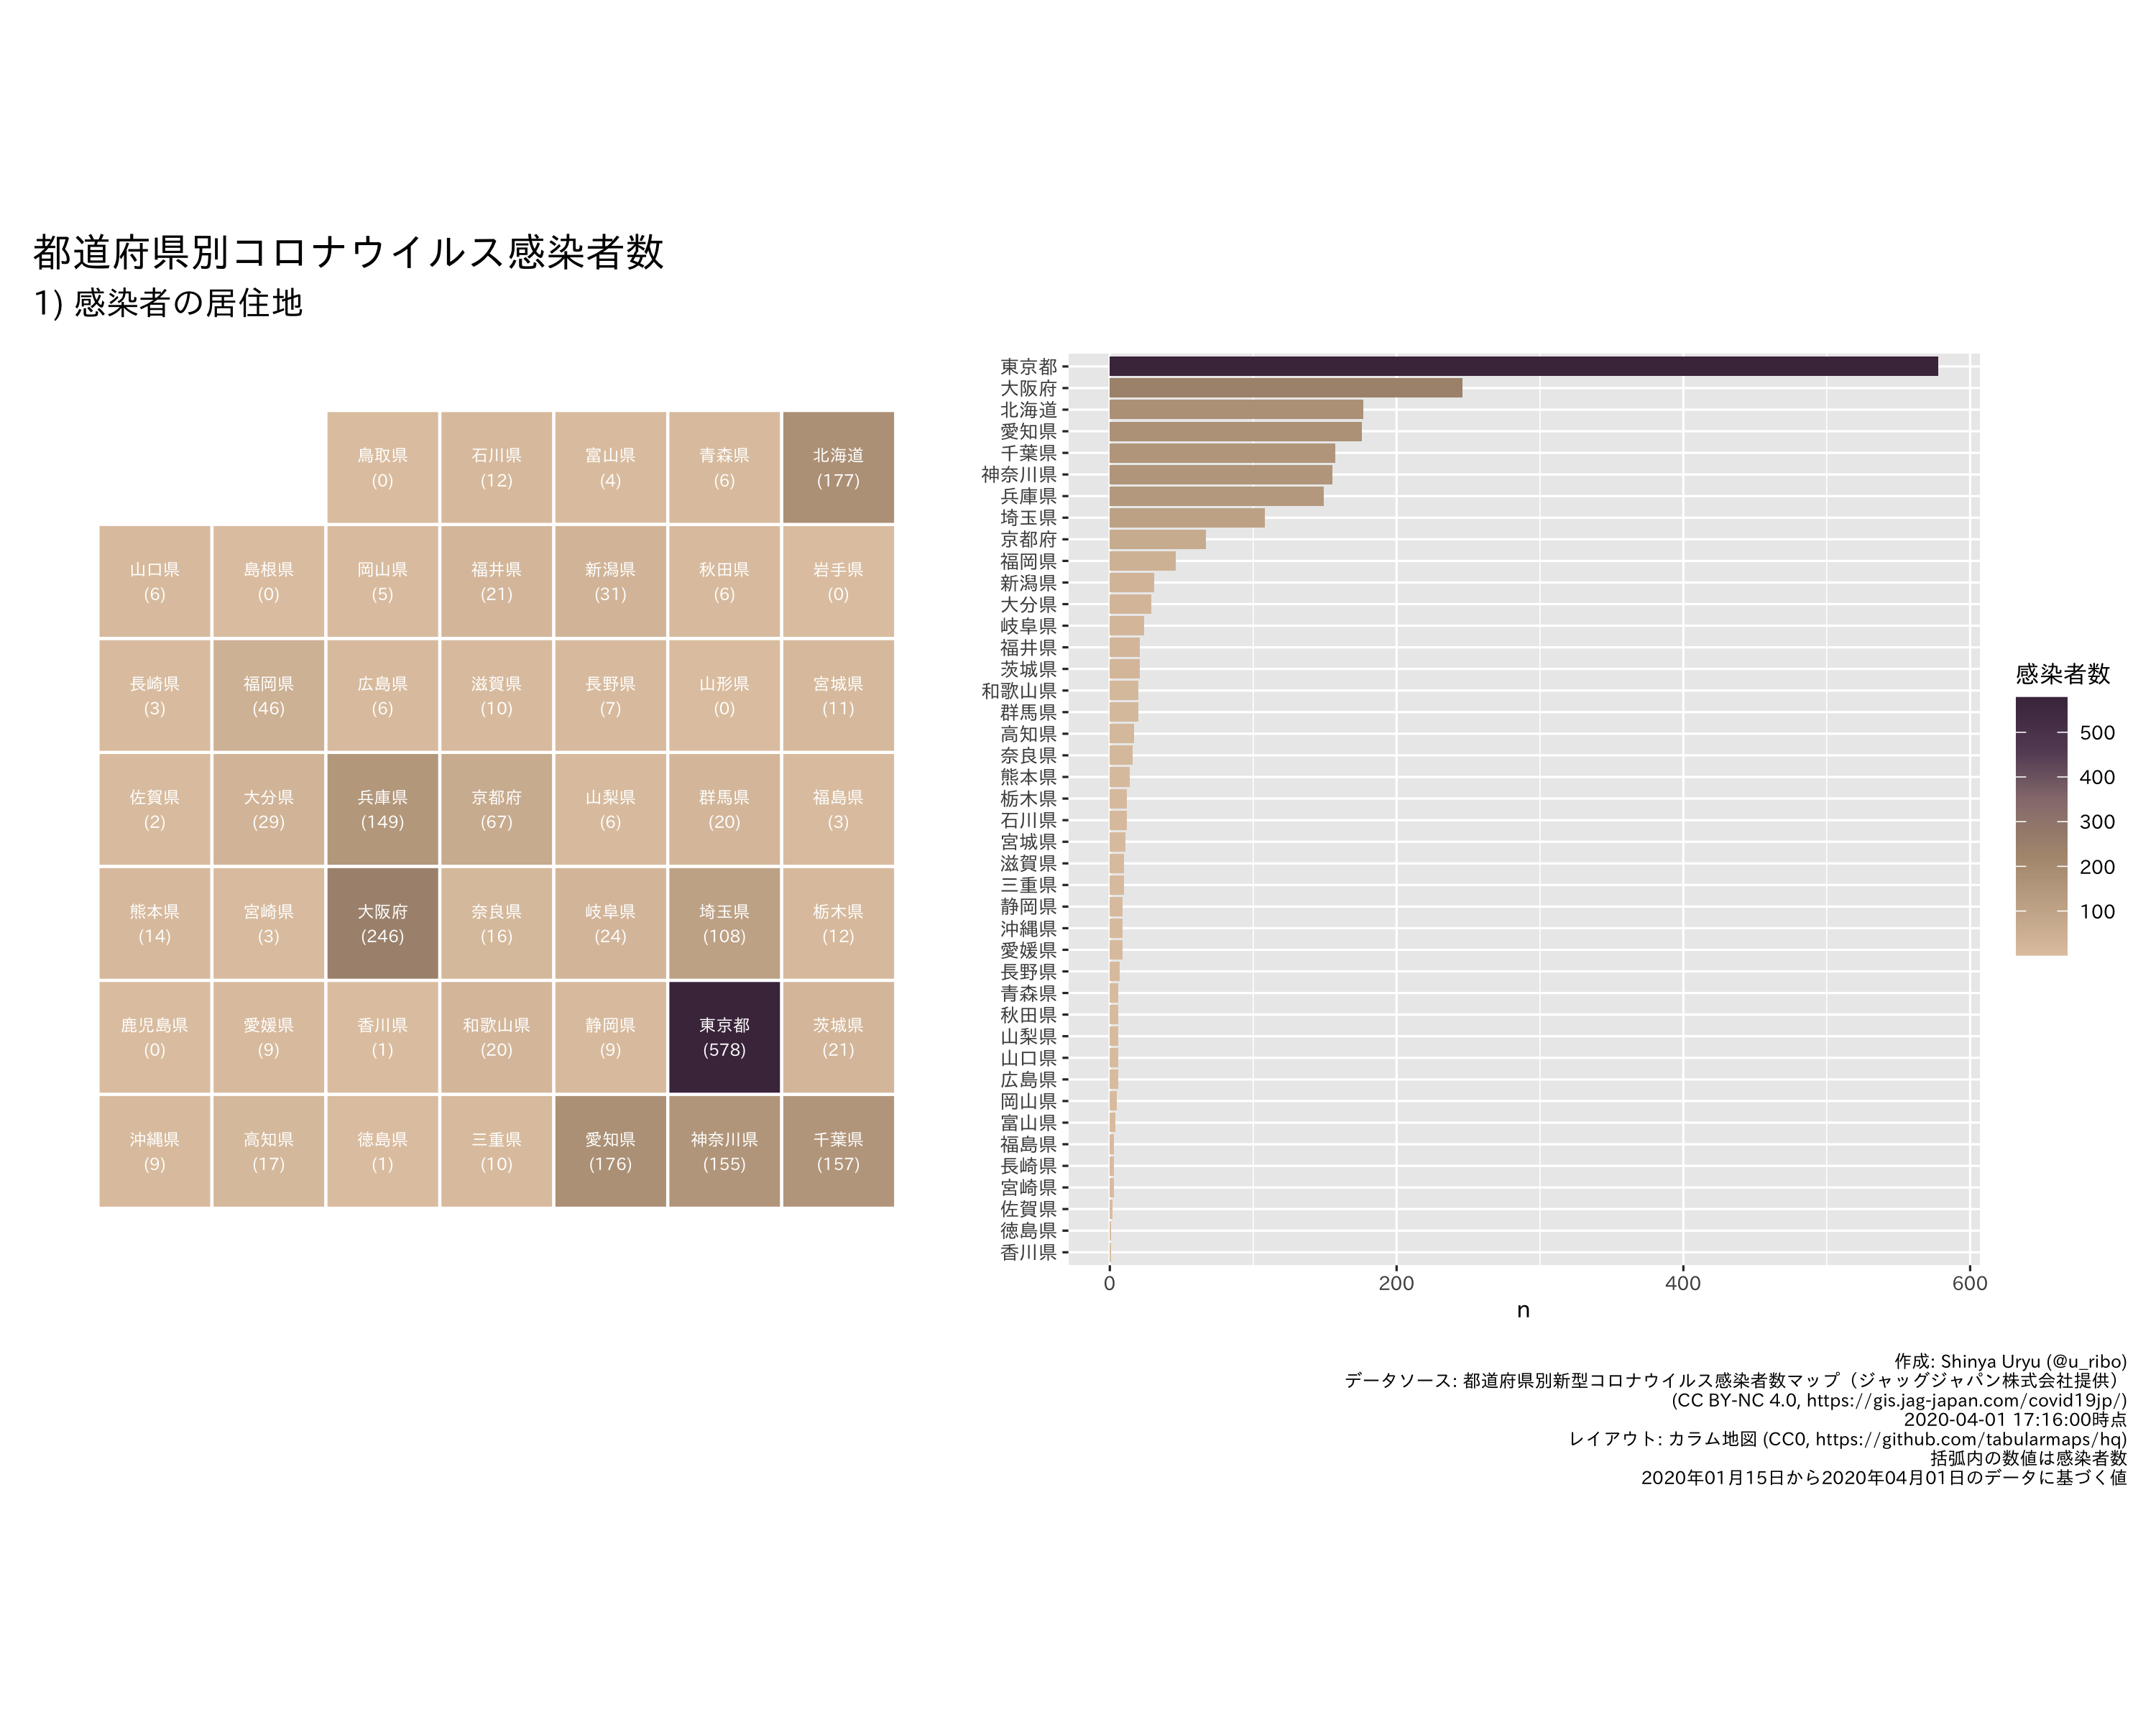 都道府県別コロナウイルス感染者数
1) 感染者の居住地
鳥取県
(0)
石川県
(12)
富山県
(4)
青森県
(6)
北海道
(177)
山口県
(6)
島根県
(0)
岡山県
(5)
福井県
(21)
新潟県
(31)
秋田県
(6)
岩手県
(0)
長崎県
(3)
福岡県
(46)
広島県
(6)
滋賀県
(10)
長野県
(7)
山形県
(0)
宮城県
(11)
佐賀県
(2)
大分県
(29)
兵庫県
(149)
京都府
(67)
山梨県
(6)
群馬県
(20)
福島県
(3)
熊本県
(14)
宮崎県
(3)
大阪府
(246)
奈良県
(16)
岐阜県
(24)
埼玉県
(108)
栃木県
(12)
鹿児島県
(0)
愛媛県
(9)
香川県
(1)
和歌山県
(20)
静岡県
(9)
東京都
(578)
茨城県
(21)
沖縄県
(9)
高知県
(17)
徳島県
(1)
三重県
(10)
愛知県
(176)
神奈川県
(155)
千葉県
(157)
東京都
大阪府
北海道
愛知県
千葉県
神奈川県
兵庫県
埼玉県
京都府
福岡県
新潟県
大分県
岐阜県
福井県
茨城県
和歌山県
群馬県
高知県
奈良県
熊本県
栃木県
石川県
宮城県
滋賀県
三重県
静岡県
沖縄県
愛媛県
長野県
青森県
秋田県
山梨県
山口県
広島県
岡山県
富山県
福島県
長崎県
宮崎県
佐賀県
徳島県
香川県
0 200 400 600
n
感染者数
500
400
300
200
100
作成: Shinya Uryu (@u_ribo)
データソース: 都道府県別新型コロナウイルス感染者数マップ（ジャッグジャパン株式会社提供）
(CC BY-NC 4.0, https://gis.jag-japan.com/covid19jp/)
2020-04-01 17:16:00時点
レイアウト: カラム地図 (CC0, https://github.com/tabularmaps/hq)
括弧内の数値は感染者数
2020年01月15日から2020年04月01日のデータに基づく値